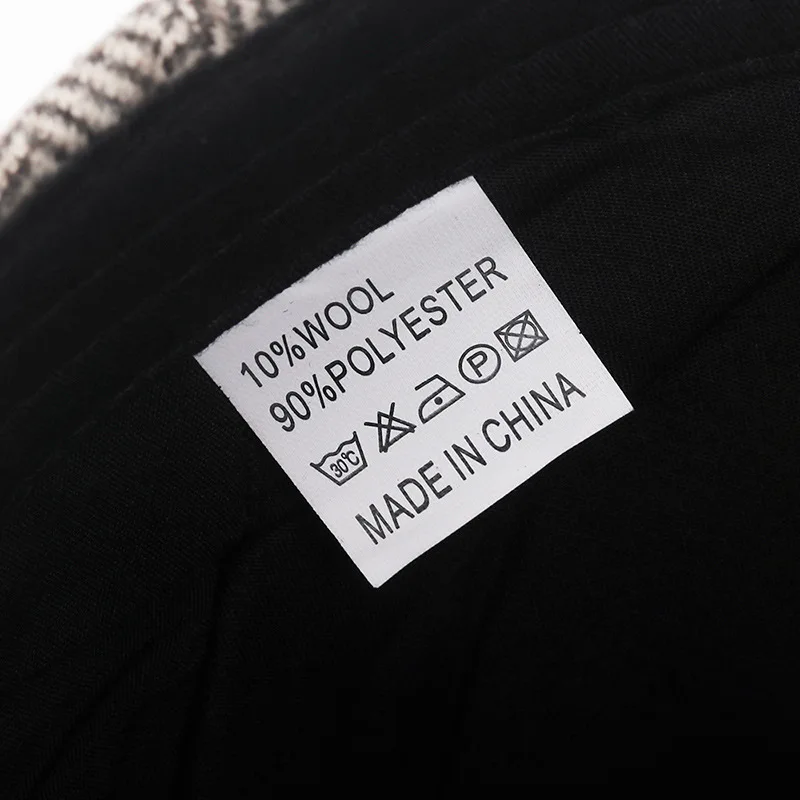 10%WOOL
90%POLYESTER
30℃ P
MADE IN CHINA